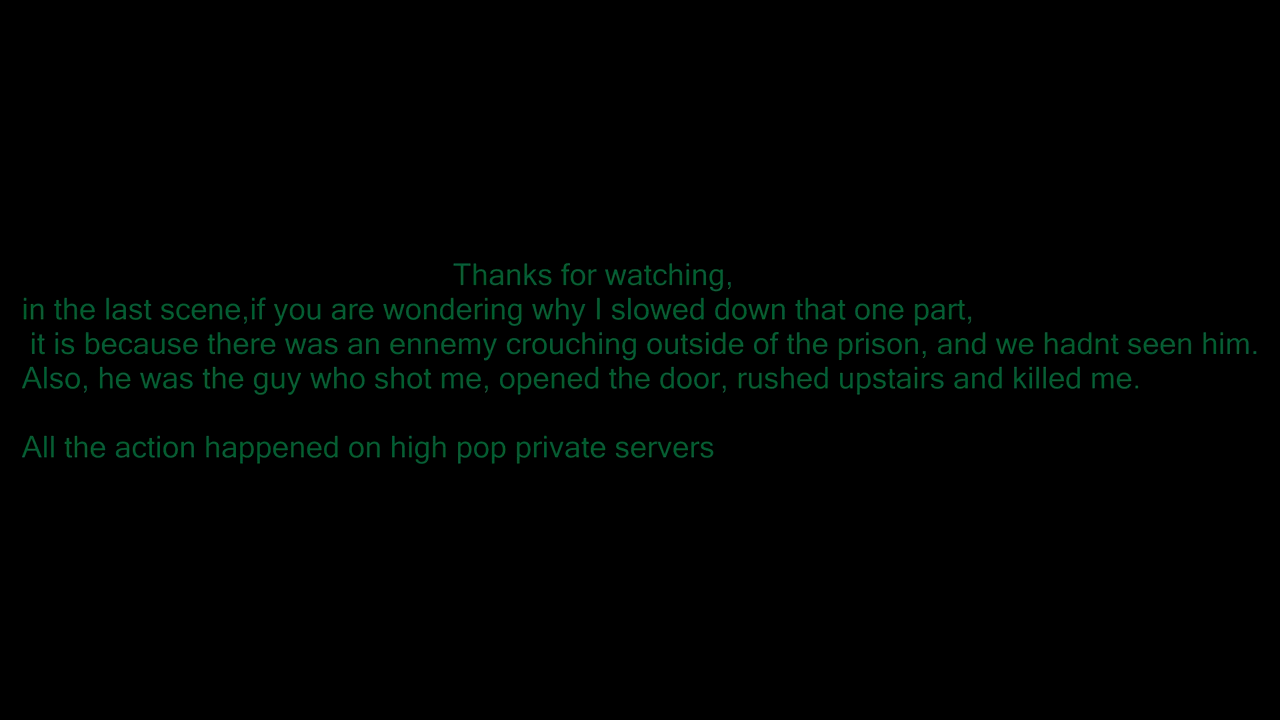 Thanks for watching,
in the last scene,if you are wondering why I slowed down that one part,
it is because there was an ennemy crouching outside of the prison, and we hadnt seen him.
Also, he was the guy who shot me, opened the door, rushed upstairs and killed me.
All the action happened on high pop private servers